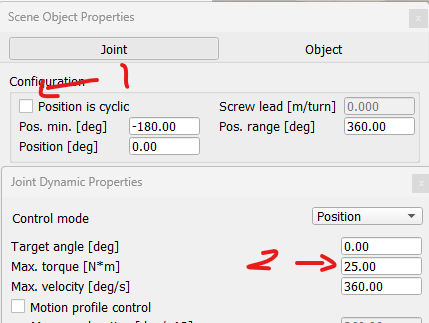 Scene Object Properties
x
Joint
Object
Configuration
1
Position is cyclic
Screw lead [m/turn] 0.000
Pos. min. [deg] -180.00
Pos. range [deg] 360.00
Position [deg] 0.00
Joint Dynamic Properties
x
Control mode Position
Target angle [deg] 0.00
Max. torque [N*m] 2 25.00
Max. velocity [deg/s] 360.00
Motion profile control